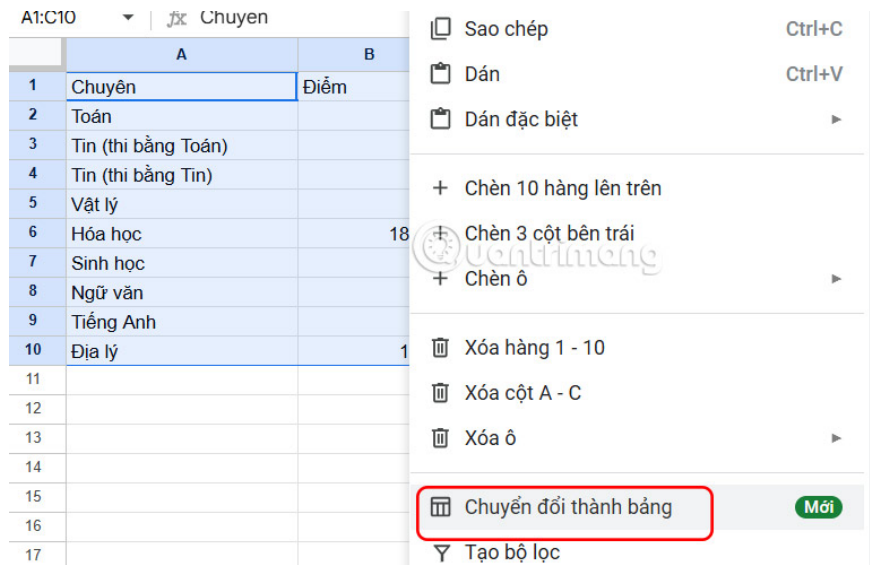 A1:C10 fx Chuyên
A B
1 Chuyên Điểm
2 Toán
3 Tin (thi bằng Toán)
4 Tin (thi bằng Tin)
5 Vật lý
6 Hóa học 18
7 Sinh học
8 Ngữ văn
9 Tiếng Anh
10 Địa lý 1
11
12
13
14
15
16
17
Sao chép Ctrl+C
Dán Ctrl+V
Dán đặc biệt
Chèn 10 hàng lên trên
Chèn 3 cột bên trái
Quantrimang
Chèn ô
Xóa hàng 1 - 10
Xóa cột A - C
Xóa ô
Chuyển đổi thành bảng Mới
Tạo bộ lọc